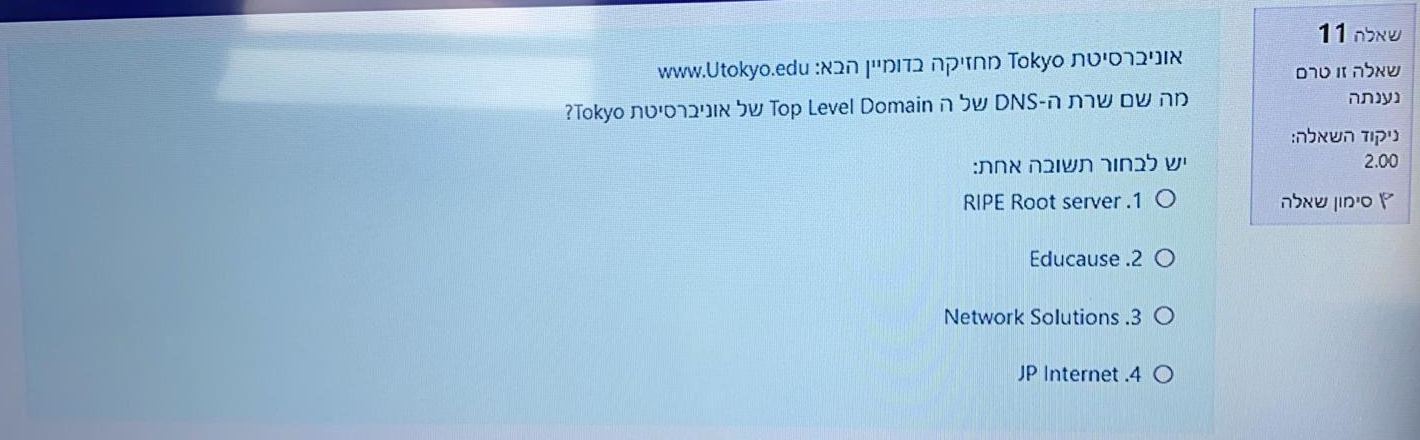 אוניברסיטת Tokyo מחזיקה בדומיין הבא: www.Utokyo.edu
מה שם שרת ה-DNS של ה Top Level Domain של אוניברסיטת Tokyo?
יש לבחור תשובה אחת:
1. RIPE Root server
2. Educause
3. Network Solutions
4. JP Internet
שאלה 11
שאלה זו טרם
נענתה
ניקוד השאלה:
2.00
סימון שאלה